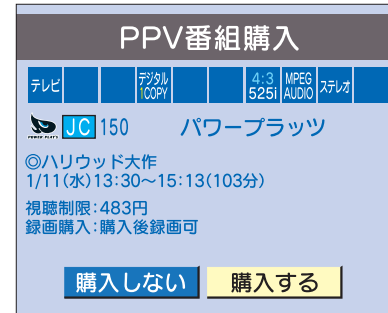 PPV番組購入
テレビ デジタル 1COPY 4:3 525i MPEG AUDIO ステレオ
POWER PLATS JC 150 パワープラッツ
◎ハリウッド大作
1/11(水)13:30～15:13(103分)
視聴制限:483円
録画購入:購入後録画可
購入しない 購入する